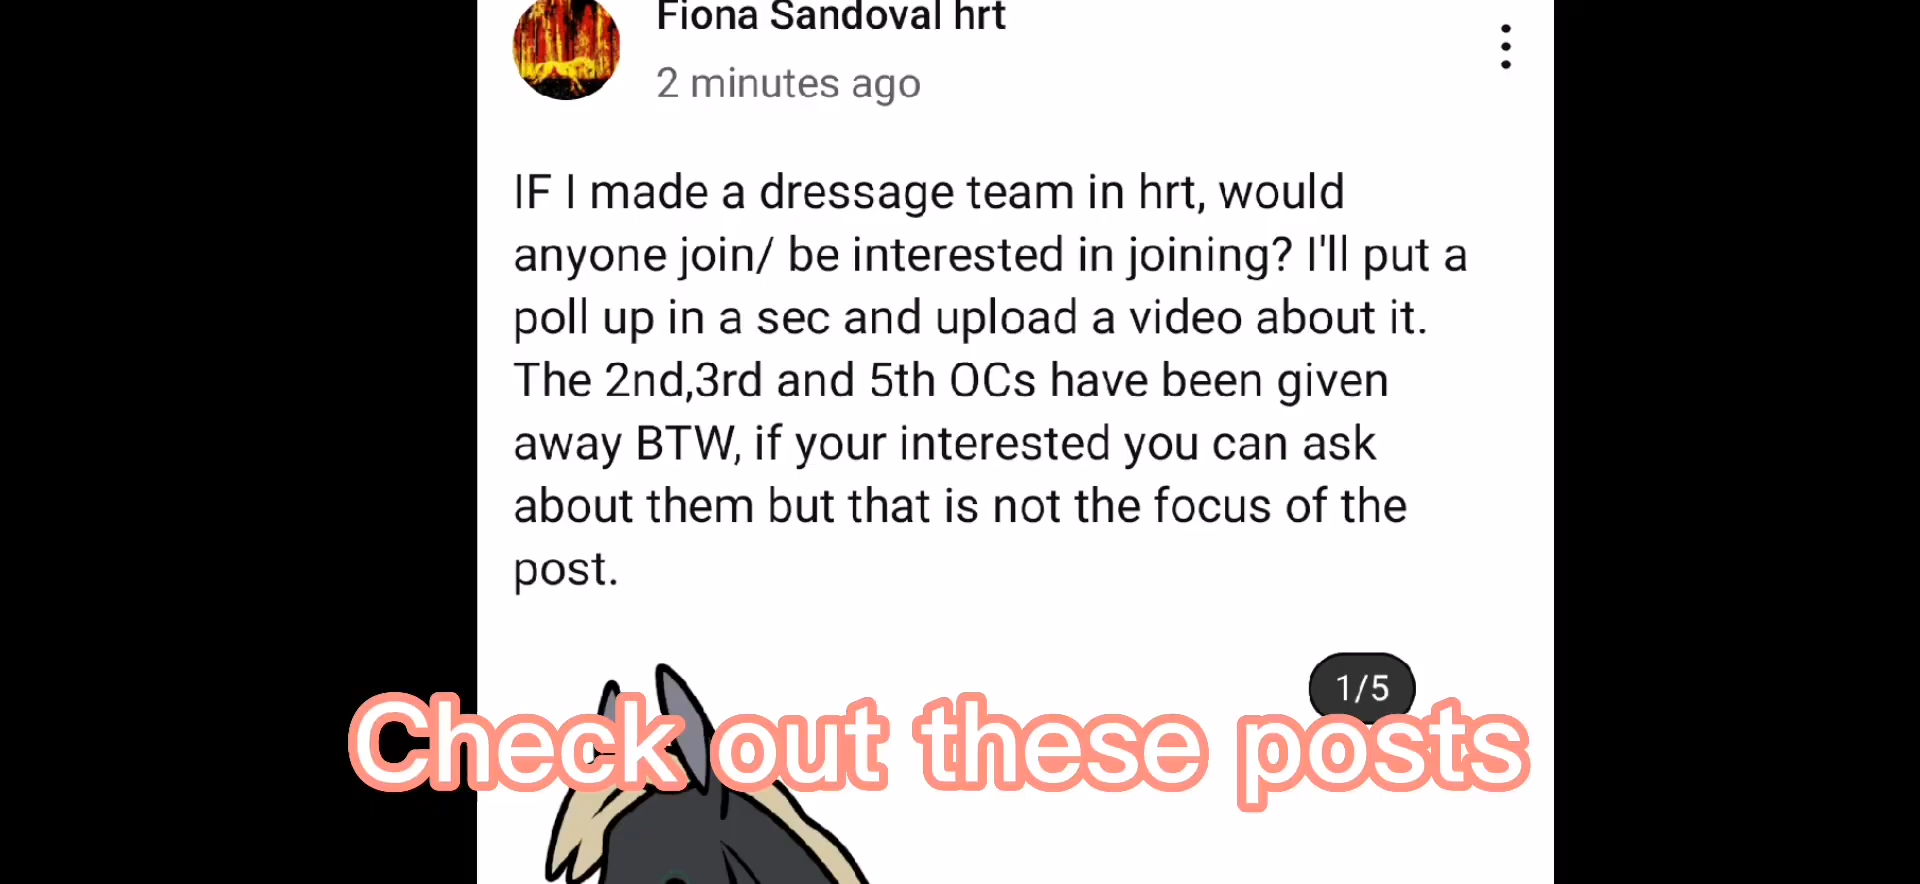 Fiona Sandoval hrt
2 minutes ago
IF I made a dressage team in hrt, would
anyone join/ be interested in joining? I'll put a
poll up in a sec and upload a video about it.
The 2nd,3rd and 5th OCs have been given
away BTW, if your interested you can ask
about them but that is not the focus of the
post.
1/5
Check out these posts